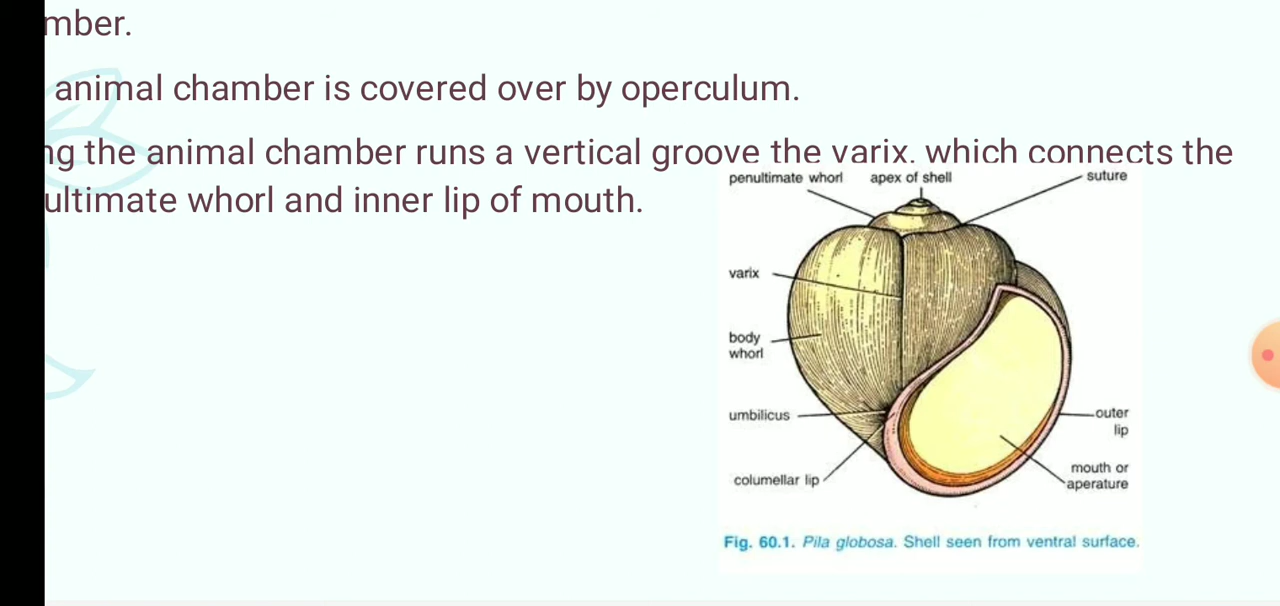 mber.
animal chamber is covered over by operculum.
ng the animal chamber runs a vertical groove the varix, which connects the
ultimate whorl and inner lip of mouth.
penultimate whorl apex of shell suture
varix
body
whorl
umbilicus
outer
lip
columellar lip
mouth or
aperature
Fig. 60.1. Pila globosa. Shell seen from ventral surface.